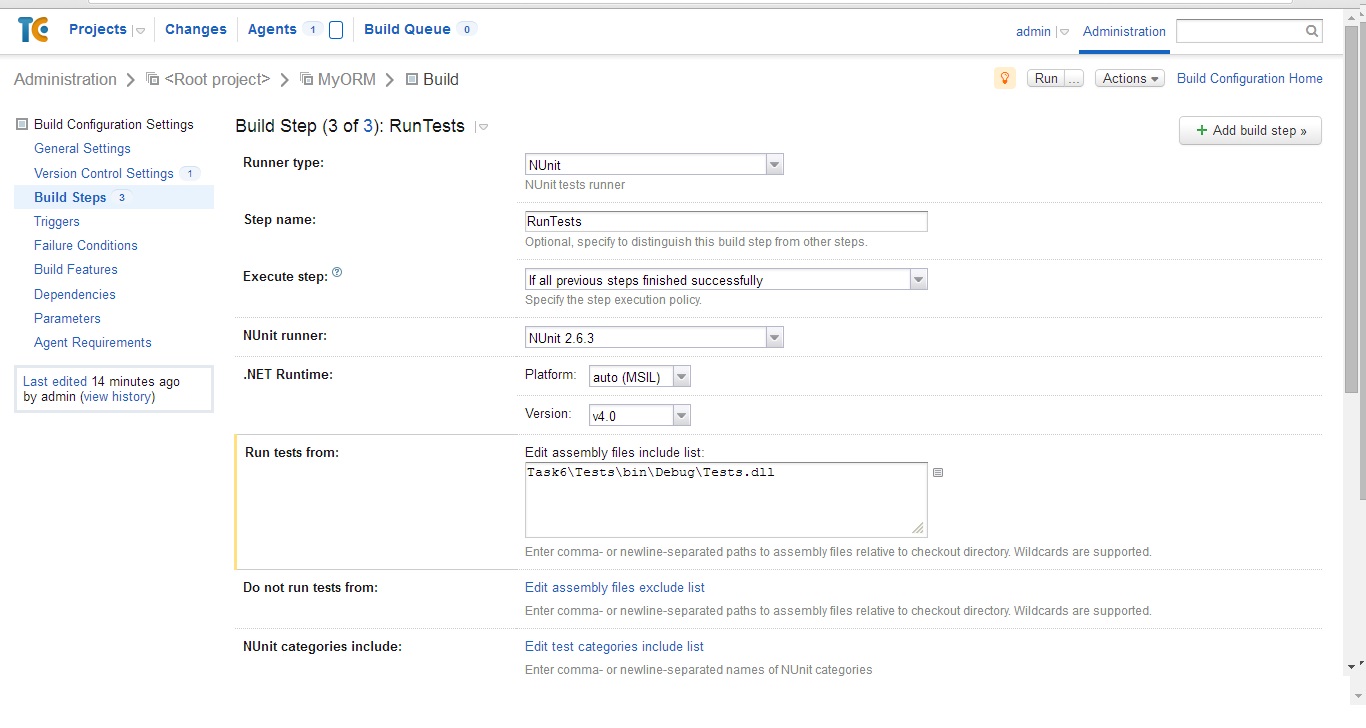 TC Projects Changes Agents 1 Build Queue 0 admin Administration
Administration <Root project> MyORM Build Run ... Actions Build Configuration Home
Build Configuration Settings
General Settings
Version Control Settings 1
Build Steps 3
Triggers
Failure Conditions
Build Features
Dependencies
Parameters
Agent Requirements
Last edited 14 minutes ago
by admin (view history)
Build Step (3 of 3): RunTests
+ Add build step »
Runner type: NUnit
NUnit tests runner
Step name: RunTests
Optional, specify to distinguish this build step from other steps.
Execute step: ? If all previous steps finished successfully
Specify the step execution policy.
NUnit runner: NUnit 2.6.3
.NET Runtime: Platform: auto (MSIL)
Version: v4.0
Run tests from: Edit assembly files include list:
Task6\Tests\bin\Debug\Tests.dll
Enter comma- or newline-separated paths to assembly files relative to checkout directory. Wildcards are supported.
Do not run tests from: Edit assembly files exclude list
Enter comma- or newline-separated paths to assembly files relative to checkout directory. Wildcards are supported.
NUnit categories include: Edit test categories include list
Enter comma- or newline-separated names of NUnit categories